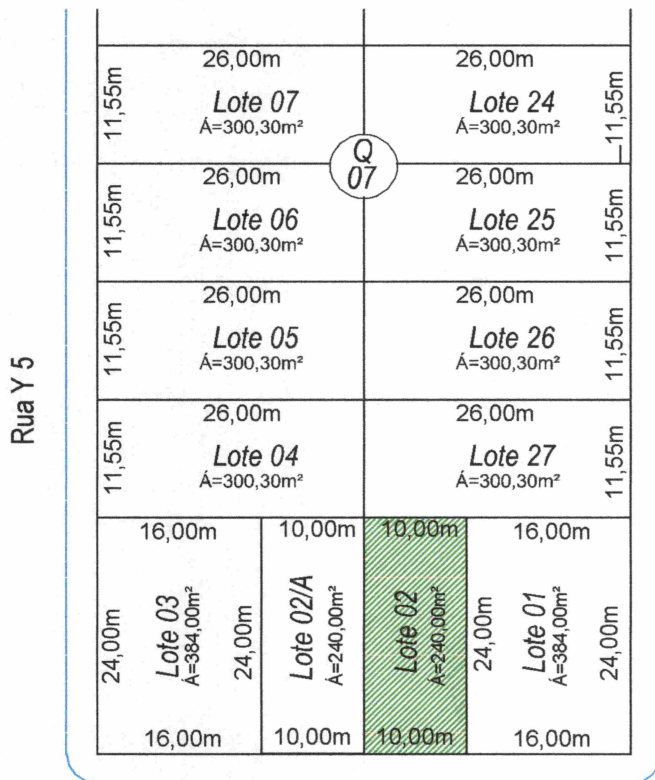 26,00m
26,00m
11,55m
Lote 07
Á=300,30m²
Lote 24
Á=300,30m²
11,55m
Q
07
26,00m
26,00m
11,55m
Lote 06
Á=300,30m²
Lote 25
Á=300,30m²
11,55m
26,00m
26,00m
11,55m
Lote 05
Á=300,30m²
Lote 26
Á=300,30m²
11,55m
Rua Y 5
26,00m
26,00m
11,55m
Lote 04
Á=300,30m²
Lote 27
Á=300,30m²
11,55m
16,00m
10,00m
10,00m
16,00m
24,00m
Lote 03
Á=384,00m²
24,00m
Lote 02/A
Á=240,00m²
Lote 02
Á=240,00m²
24,00m
Lote 01
Á=384,00m²
24,00m
16,00m
10,00m
10,00m
16,00m